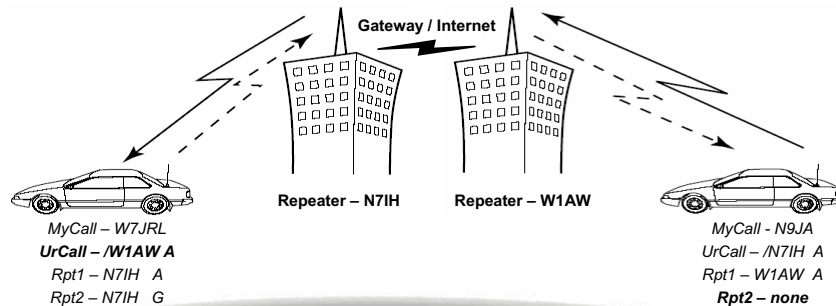 Gateway / Internet
Repeater – N7IH
Repeater – W1AW
MyCall – W7JRL
UrCall – /W1AW A
Rpt1 – N7IH A
Rpt2 – N7IH G
MyCall - N9JA
UrCall – /N7IH A
Rpt1 – W1AW A
Rpt2 – none